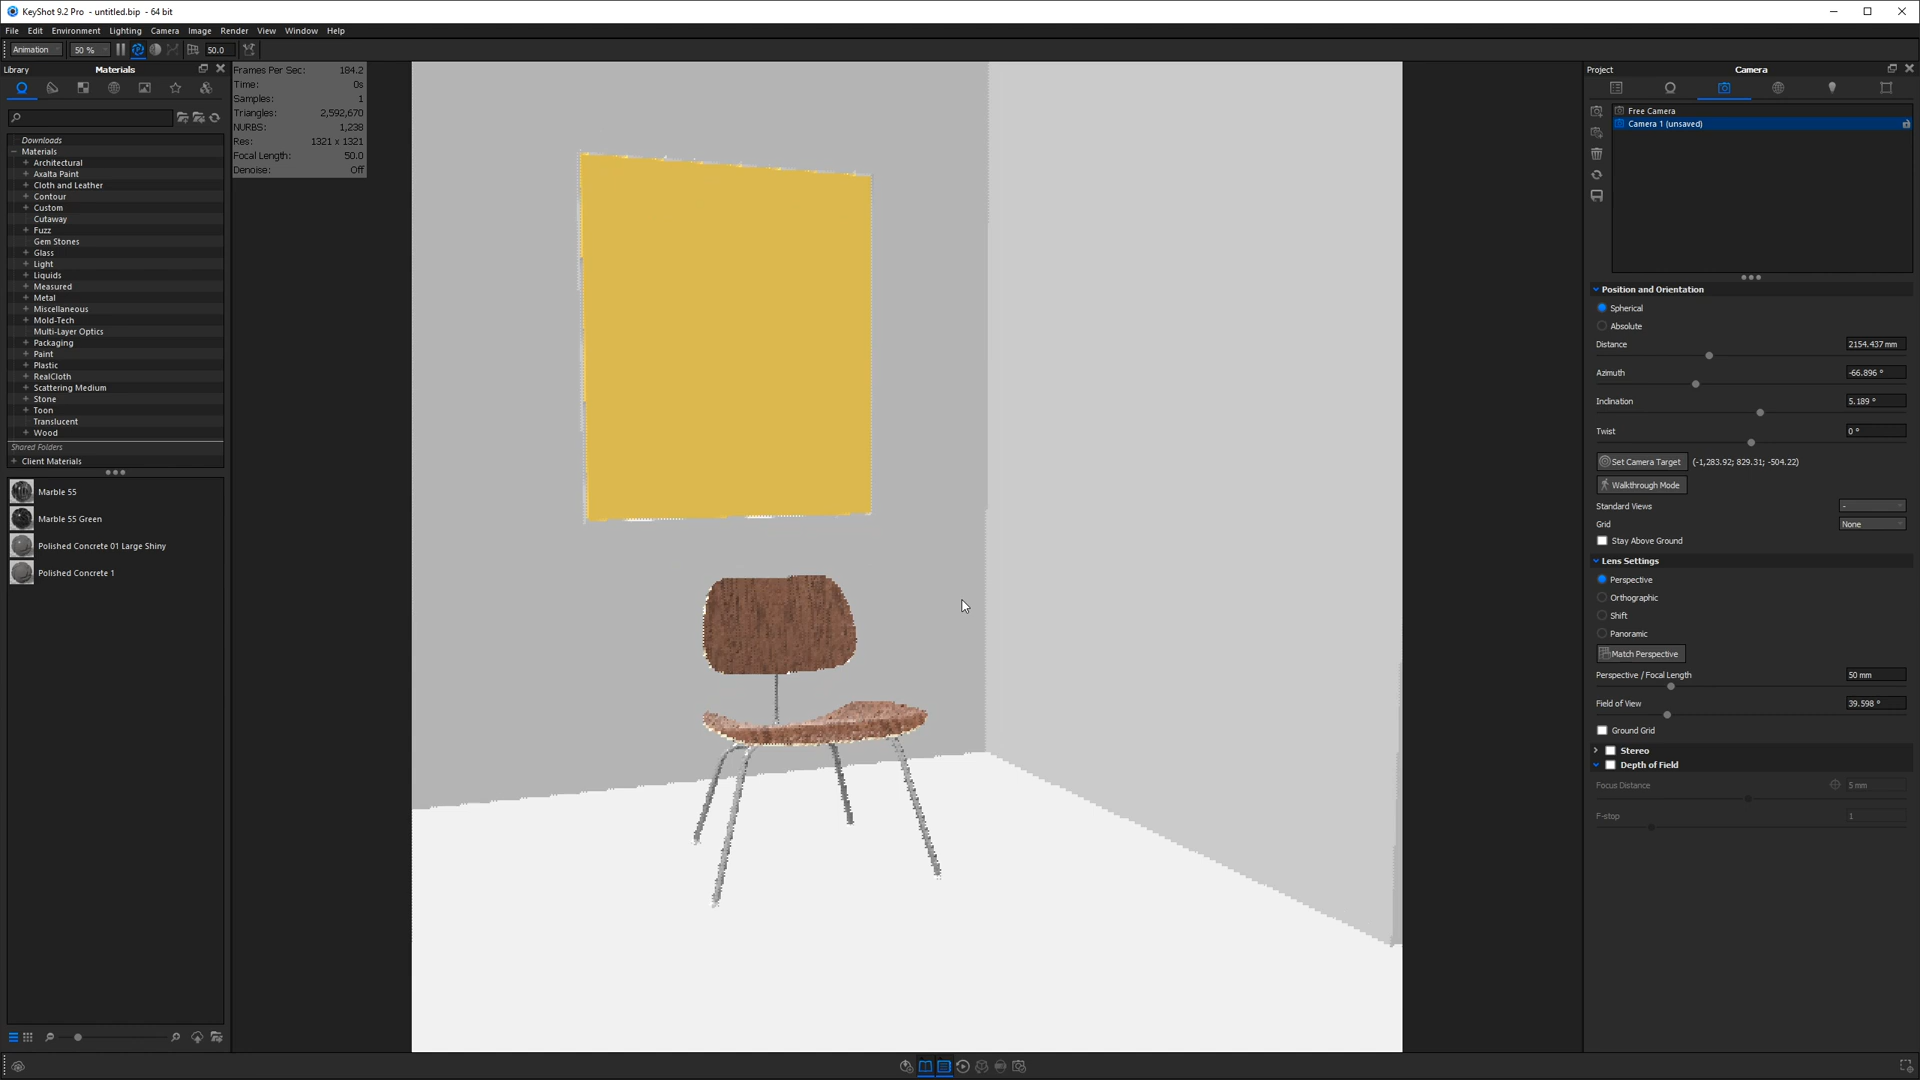 KeyShot 9.2 Pro - untitled.bip - 64 bit
File Edit Environment Lighting Camera Image Render View Window Help
Animation 50 % 50.0
Library Materials
Downloads
Materials
Architectural
Axalta Paint
Cloth and Leather
Contour
Custom
Cutaway
Fuzz
Gem Stones
Glass
Light
Liquids
Measured
Metal
Miscellaneous
Mold-Tech
Multi-Layer Optics
Packaging
Paint
Plastic
RealCloth
Scattering Medium
Stone
Toon
Translucent
Wood
Shared Folders
Client Materials
Marble 55
Marble 55 Green
Polished Concrete 01 Large Shiny
Polished Concrete 1
Frames Per Sec: 184.2
Time: 0s
Samples: 1
Triangles: 2,592,670
NURBS: 1,238
Res: 1321 x 1321
Focal Length: 50.0
Denoise: Off
Project Camera
Free Camera
Camera 1 (unsaved)
Position and Orientation
Spherical
Absolute
Distance 2154.437 mm
Azimuth -66.896 °
Inclination 5.189 °
Twist 0 °
Set Camera Target (-1,283.92; 829.31; -504.22)
Walkthrough Mode
Standard Views -
Grid None
Stay Above Ground
Lens Settings
Perspective
Orthographic
Shift
Panoramic
Match Perspective
Perspective / Focal Length 50 mm
Field of View 39.598 °
Ground Grid
Stereo
Depth of Field
Focus Distance 5 mm
F-stop 1